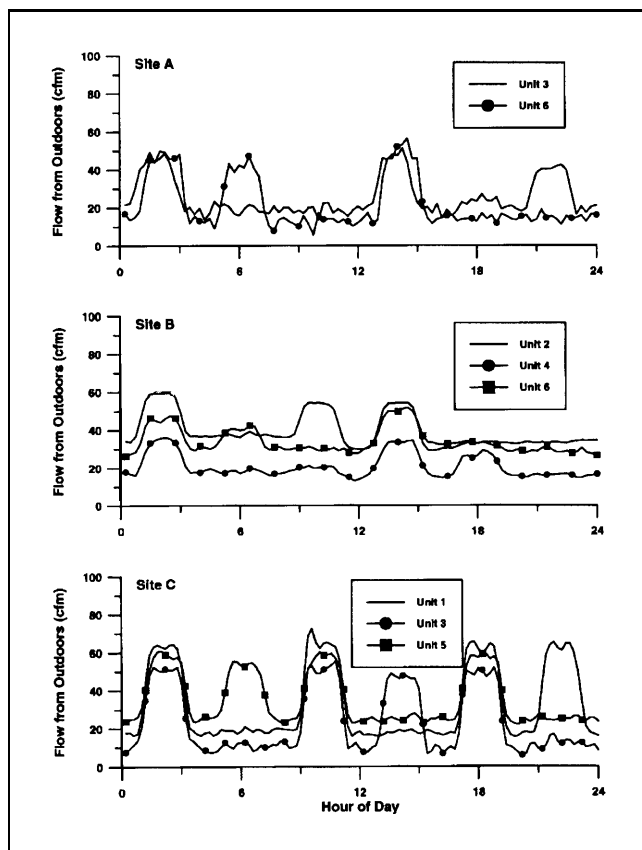 Site A
Flow from Outdoors (cfm)
100
80
60
40
20
0
0
6
12
18
24
Unit 3
Unit 6
Site B
Flow from Outdoors (cfm)
100
80
60
40
20
0
0
6
12
18
24
Unit 2
Unit 4
Unit 6
Site C
Flow from Outdoors (cfm)
100
80
60
40
20
0
0
6
12
18
24
Unit 1
Unit 3
Unit 5
Hour of Day